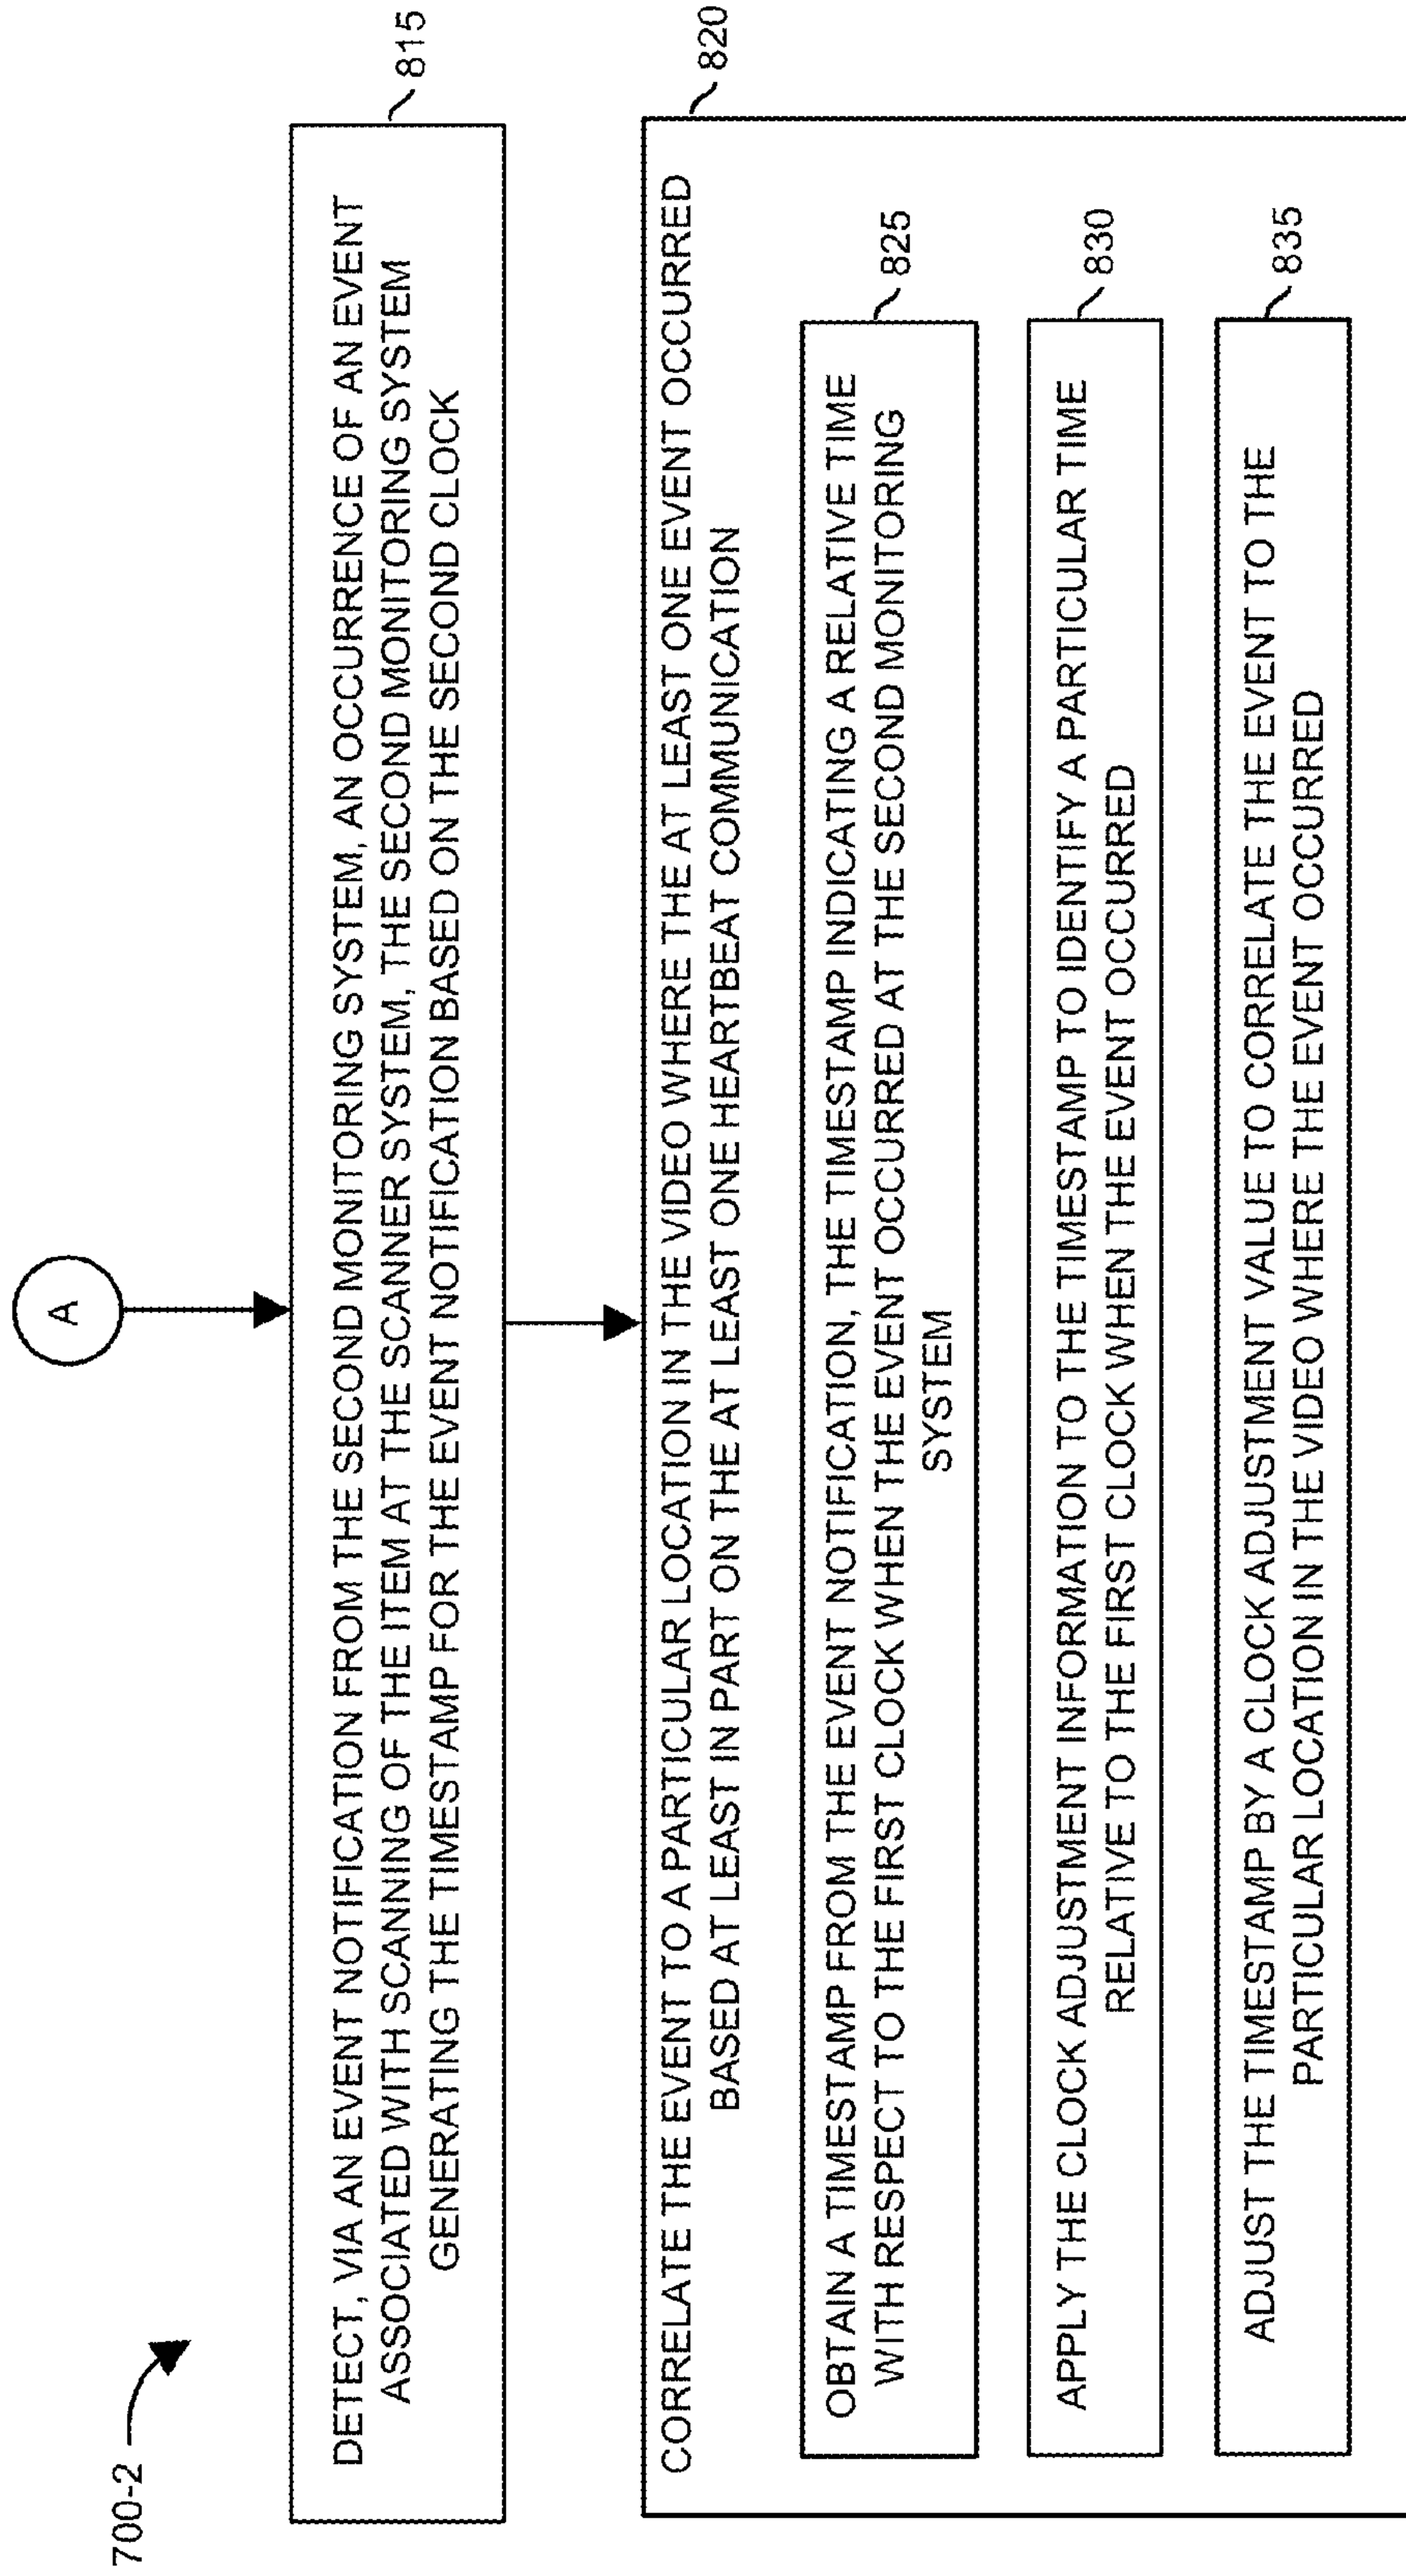 700-2
A
DETECT, VIA AN EVENT NOTIFICATION FROM THE SECOND MONITORING SYSTEM, AN OCCURRENCE OF AN EVENT
ASSOCIATED WITH SCANNING OF THE ITEM AT THE SCANNER SYSTEM, THE SECOND MONITORING SYSTEM
GENERATING THE TIMESTAMP FOR THE EVENT NOTIFICATION BASED ON THE SECOND CLOCK
815
CORRELATE THE EVENT TO A PARTICULAR LOCATION IN THE VIDEO WHERE THE AT LEAST ONE EVENT OCCURRED
BASED AT LEAST IN PART ON THE AT LEAST ONE HEARTBEAT COMMUNICATION
820
OBTAIN A TIMESTAMP FROM THE EVENT NOTIFICATION, THE TIMESTAMP INDICATING A RELATIVE TIME
WITH RESPECT TO THE FIRST CLOCK WHEN THE EVENT OCCURRED AT THE SECOND MONITORING
SYSTEM
825
APPLY THE CLOCK ADJUSTMENT INFORMATION TO THE TIMESTAMP TO IDENTIFY A PARTICULAR TIME
RELATIVE TO THE FIRST CLOCK WHEN THE EVENT OCCURRED
830
ADJUST THE TIMESTAMP BY A CLOCK ADJUSTMENT VALUE TO CORRELATE THE EVENT TO THE
PARTICULAR LOCATION IN THE VIDEO WHERE THE EVENT OCCURRED
835